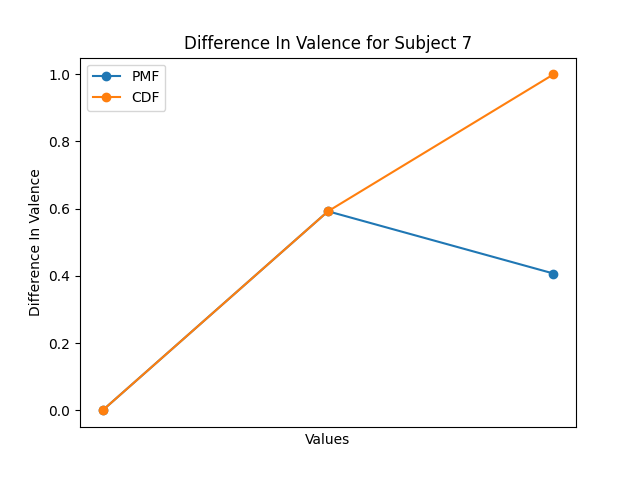 Difference In Valence for Subject 7
PMF
CDF
1.0
0.8
0.6
0.4
0.2
0.0
Difference In Valence
Values